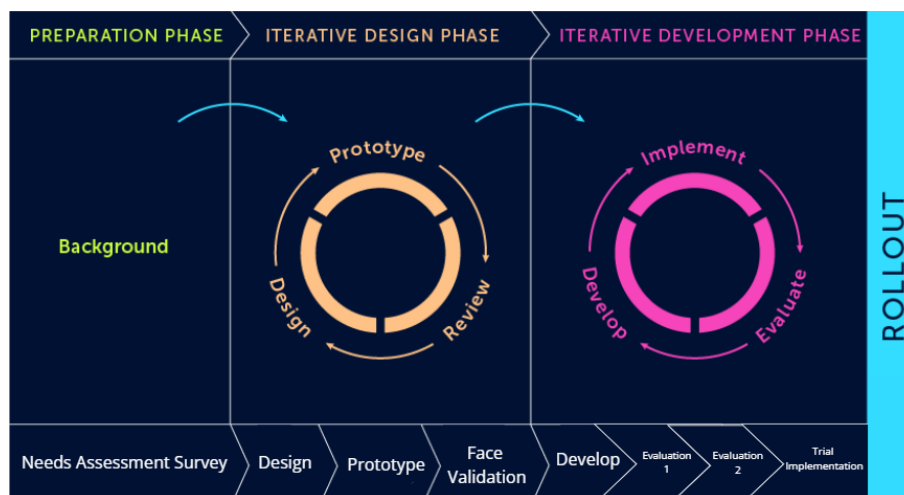 PREPARATION PHASE
ITERATIVE DESIGN PHASE
ITERATIVE DEVELOPMENT PHASE
Background
Prototype
Design
Review
Implement
Develop
Evaluate
ROLLOUT
Needs Assessment Survey
Design
Prototype
Face
Validation
Develop
Evaluation
1
Evaluation
2
Trial
Implementation